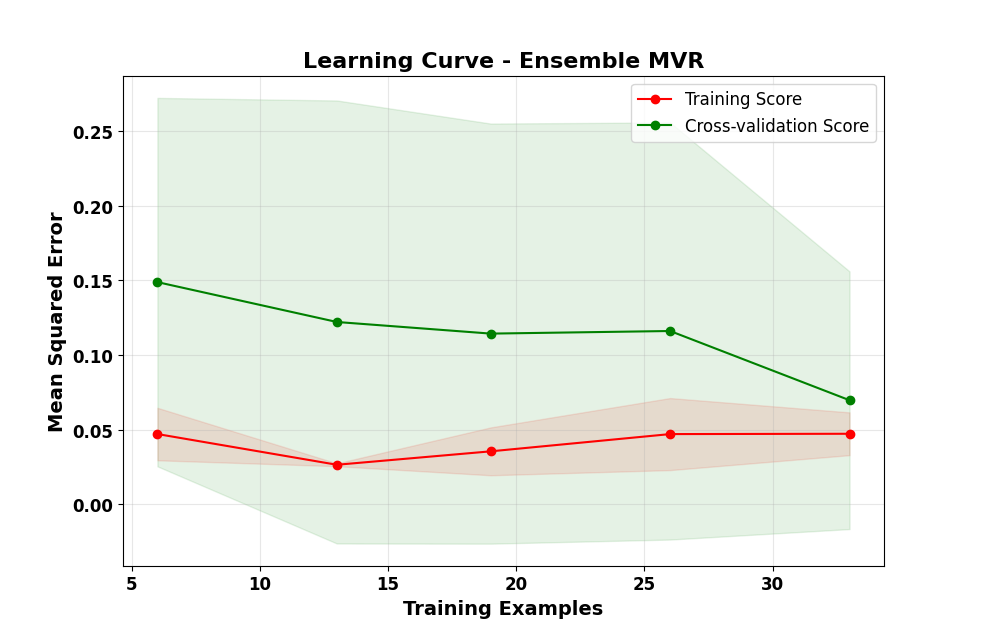 Learning Curve - Ensemble MVR
Training Score
Cross-validation Score
Mean Squared Error
0.25
0.20
0.15
0.10
0.05
0.00
5 10 15 20 25 30
Training Examples